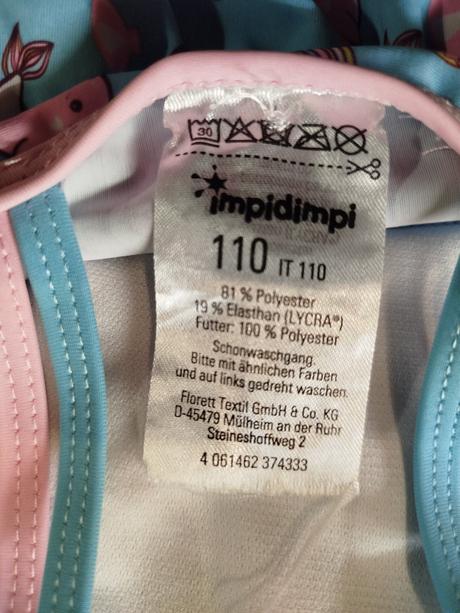 30
impidimpi
110 IT 110
81 % Polyester
19 % Elasthan (LYCRA®)
Futter: 100 % Polyester
Schonwaschgang.
Bitte mit ähnlichen Farben
und auf links gedreht waschen.
Florett Textil GmbH & Co. KG
D-45479 Mülheim an der Ruhr
Steineshoffweg 2
4 061462 374333